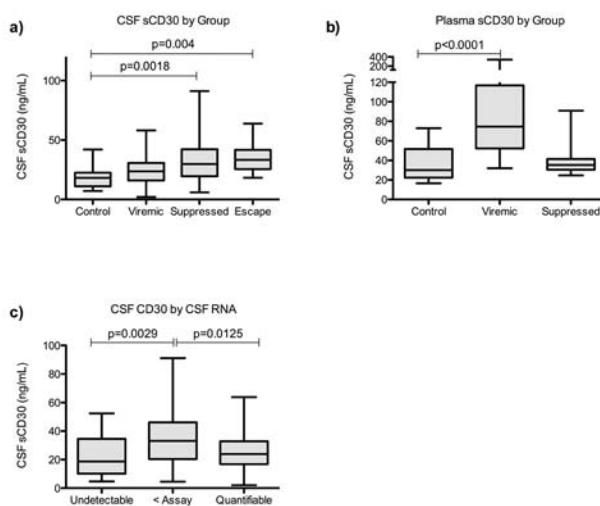 a)
CSF sCD30 by Group
p=0.004
p=0.0018
CSF sCD30 (ng/mL)
100
50
0
Control Viremic Suppressed Escape
b)
Plasma sCD30 by Group
p<0.0001
CSF sCD30 (ng/mL)
400
200
120
100
80
60
40
20
0
Control Viremic Suppressed
c)
CSF CD30 by CSF RNA
p=0.0029 p=0.0125
CSF sCD30 (ng/mL)
100
80
60
40
20
0
Undetectable < Assay Quantifiable